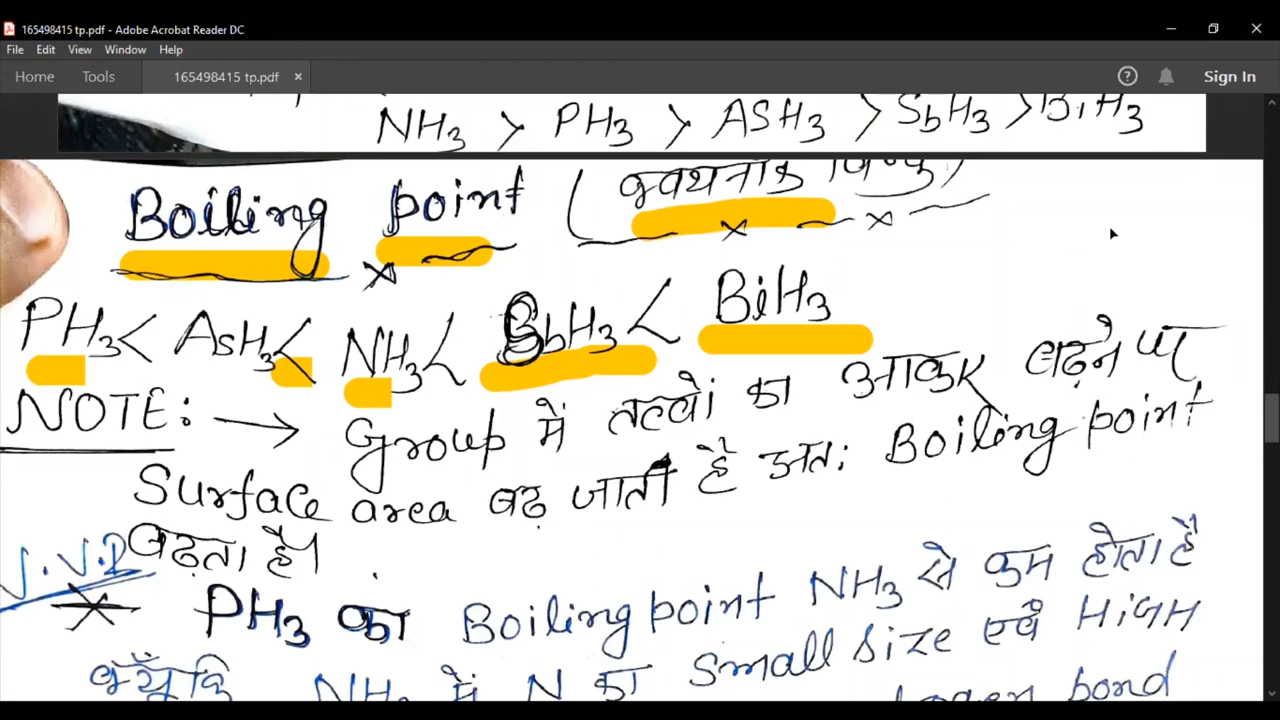 165498415 tp.pdf - Adobe Acrobat Reader DC
File Edit View Window Help
Home Tools 165498415 tp.pdf × Sign In
NH3 > PH3 > ASH3 > SbH3 > BiH3
Boiling point (क्वथनांक बिन्दु)
PH3 < AsH3 < NH3 < SbH3 < BiH3
NOTE: → Group में तत्वों का आकार बढ़ने पर
Surface area बढ़ जाती है अतः Boiling point
बढ़ता है।
V.V.I
PH3 का Boiling point NH3 से कम होता है
क्यूँकि NH3 में N का small size एवं HigH
bond